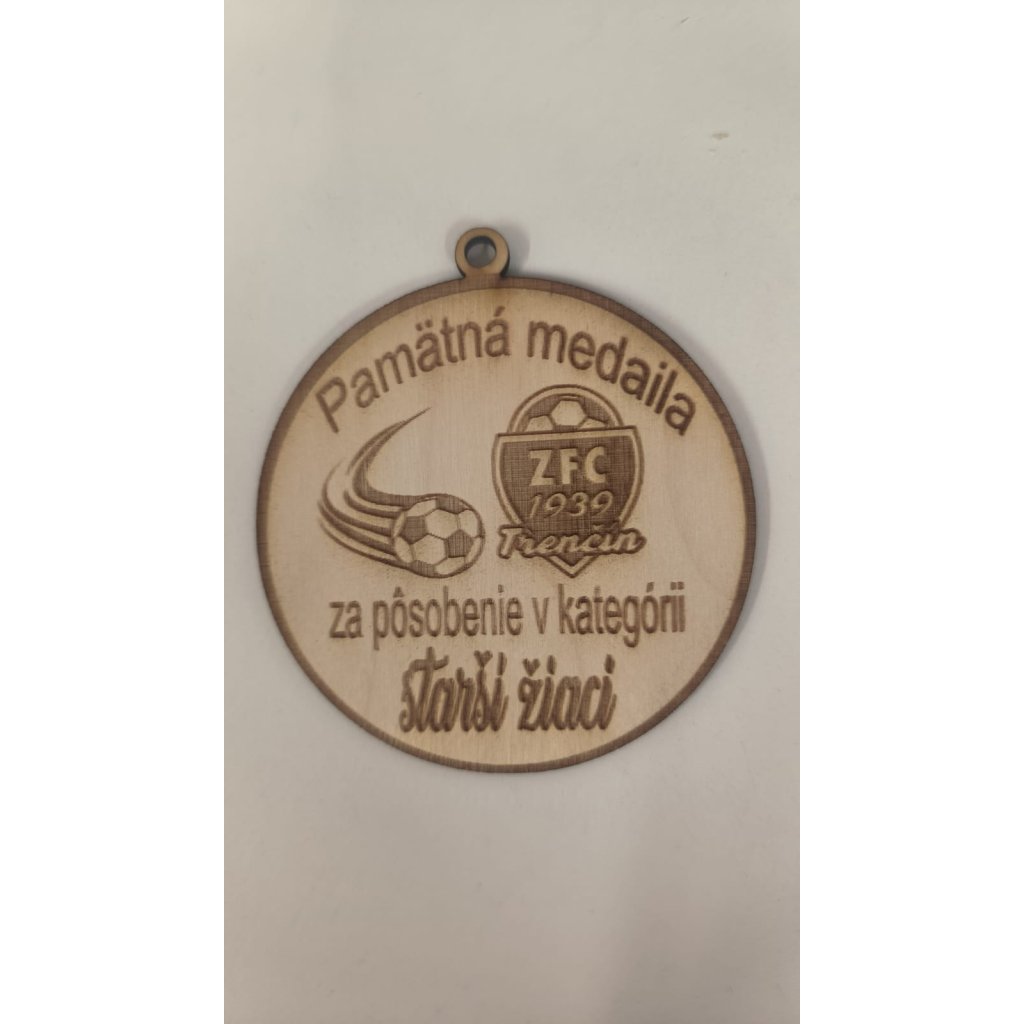 Pamätná medaila
ZFC
1939
Trenčín
za pôsobenie v kategórii
starší žiaci